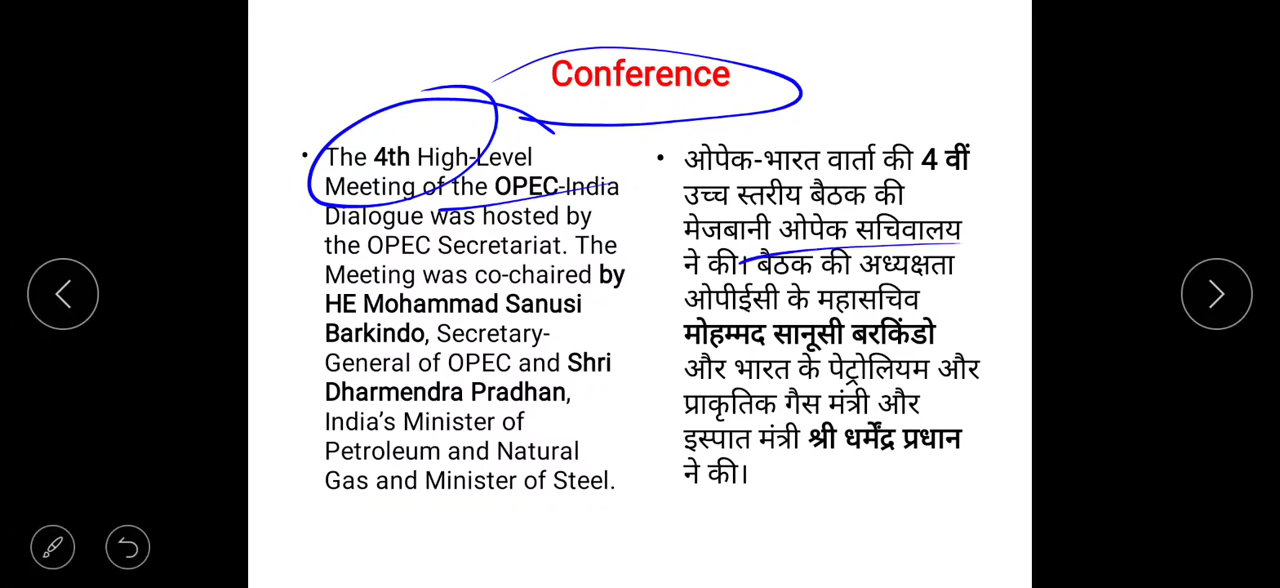 Conference
• The 4th High-Level
Meeting of the OPEC-India
Dialogue was hosted by
the OPEC Secretariat. The
Meeting was co-chaired by
HE Mohammad Sanusi
Barkindo, Secretary-
General of OPEC and Shri
Dharmendra Pradhan,
India's Minister of
Petroleum and Natural
Gas and Minister of Steel.
• ओपेक-भारत वार्ता की 4 वीं
उच्च स्तरीय बैठक की
मेजबानी ओपेक सचिवालय
ने की। बैठक की अध्यक्षता
ओपीईसी के महासचिव
मोहम्मद सानूसी बरकिंडो
और भारत के पेट्रोलियम और
प्राकृतिक गैस मंत्री और
इस्पात मंत्री श्री धर्मेंद्र प्रधान
ने की।